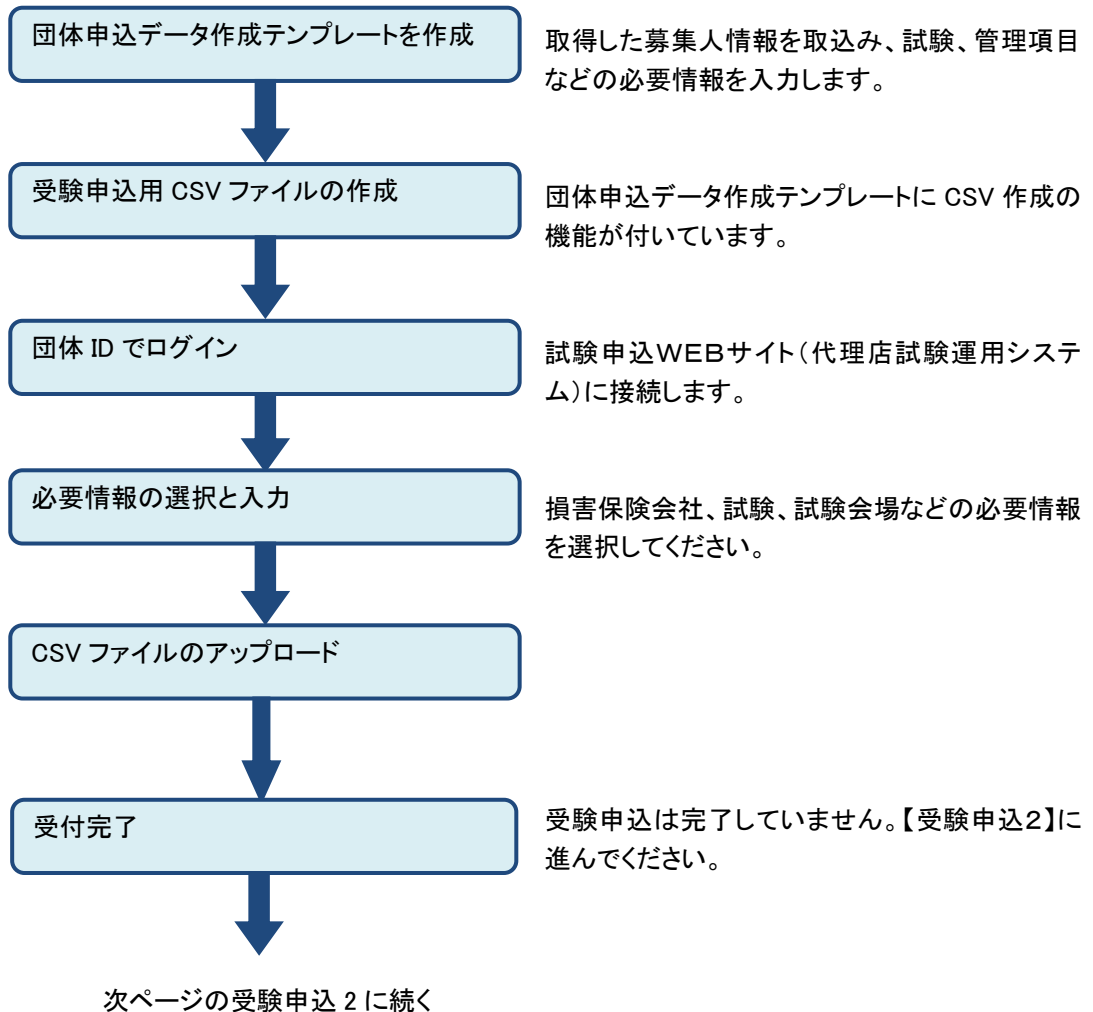 団体申込データ作成テンプレートを作成
取得した募集人情報を取込み、試験、管理項目
などの必要情報を入力します。
受験申込用 CSV ファイルの作成
団体申込データ作成テンプレートに CSV 作成の
機能が付いています。
団体 ID でログイン
試験申込WEBサイト(代理店試験運用システ
ム)に接続します。
必要情報の選択と入力
損害保険会社、試験、試験会場などの必要情報
を選択してください。
CSV ファイルのアップロード
受付完了
受験申込は完了していません。【受験申込2】に
進んでください。
次ページの受験申込 2 に続く